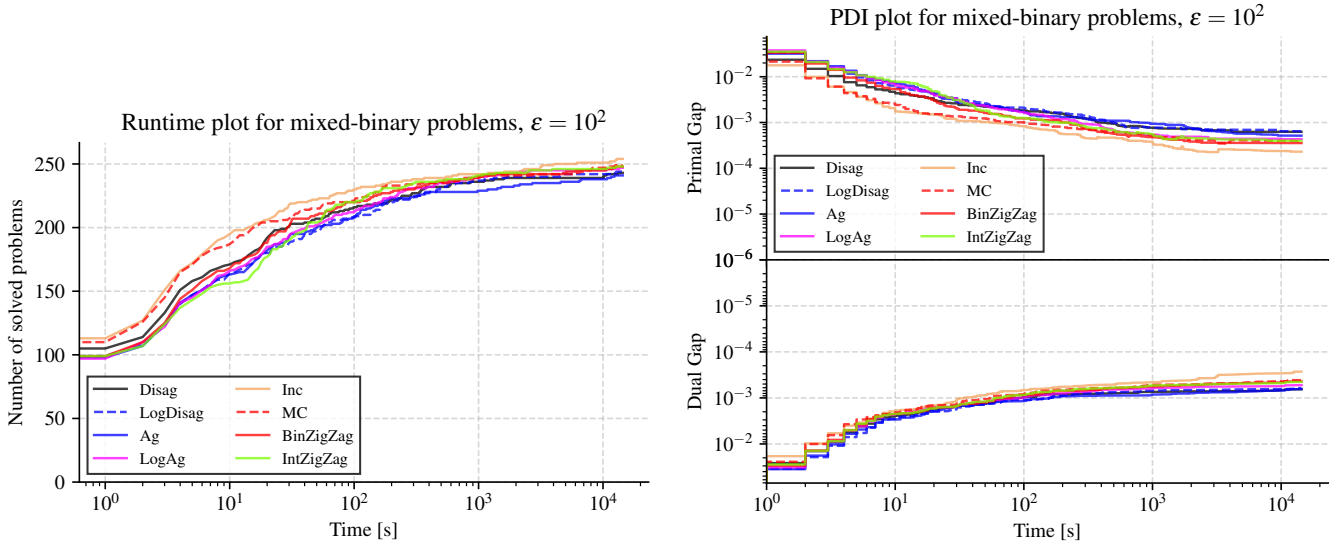 Runtime plot for mixed-binary problems, ε = 10²
Number of solved problems
250
200
150
100
50
0
Disag
LogDisag
Ag
LogAg
Inc
MC
BinZigZag
IntZigZag
10⁰
10¹
10²
10³
10⁴
Time [s]
PDI plot for mixed-binary problems, ε = 10²
Primal Gap
10⁻²
10⁻³
10⁻⁴
10⁻⁵
10⁻⁶
Disag
LogDisag
Ag
LogAg
Inc
MC
BinZigZag
IntZigZag
Dual Gap
10⁻⁵
10⁻⁴
10⁻³
10⁻²
10⁰
10¹
10²
10³
10⁴
Time [s]